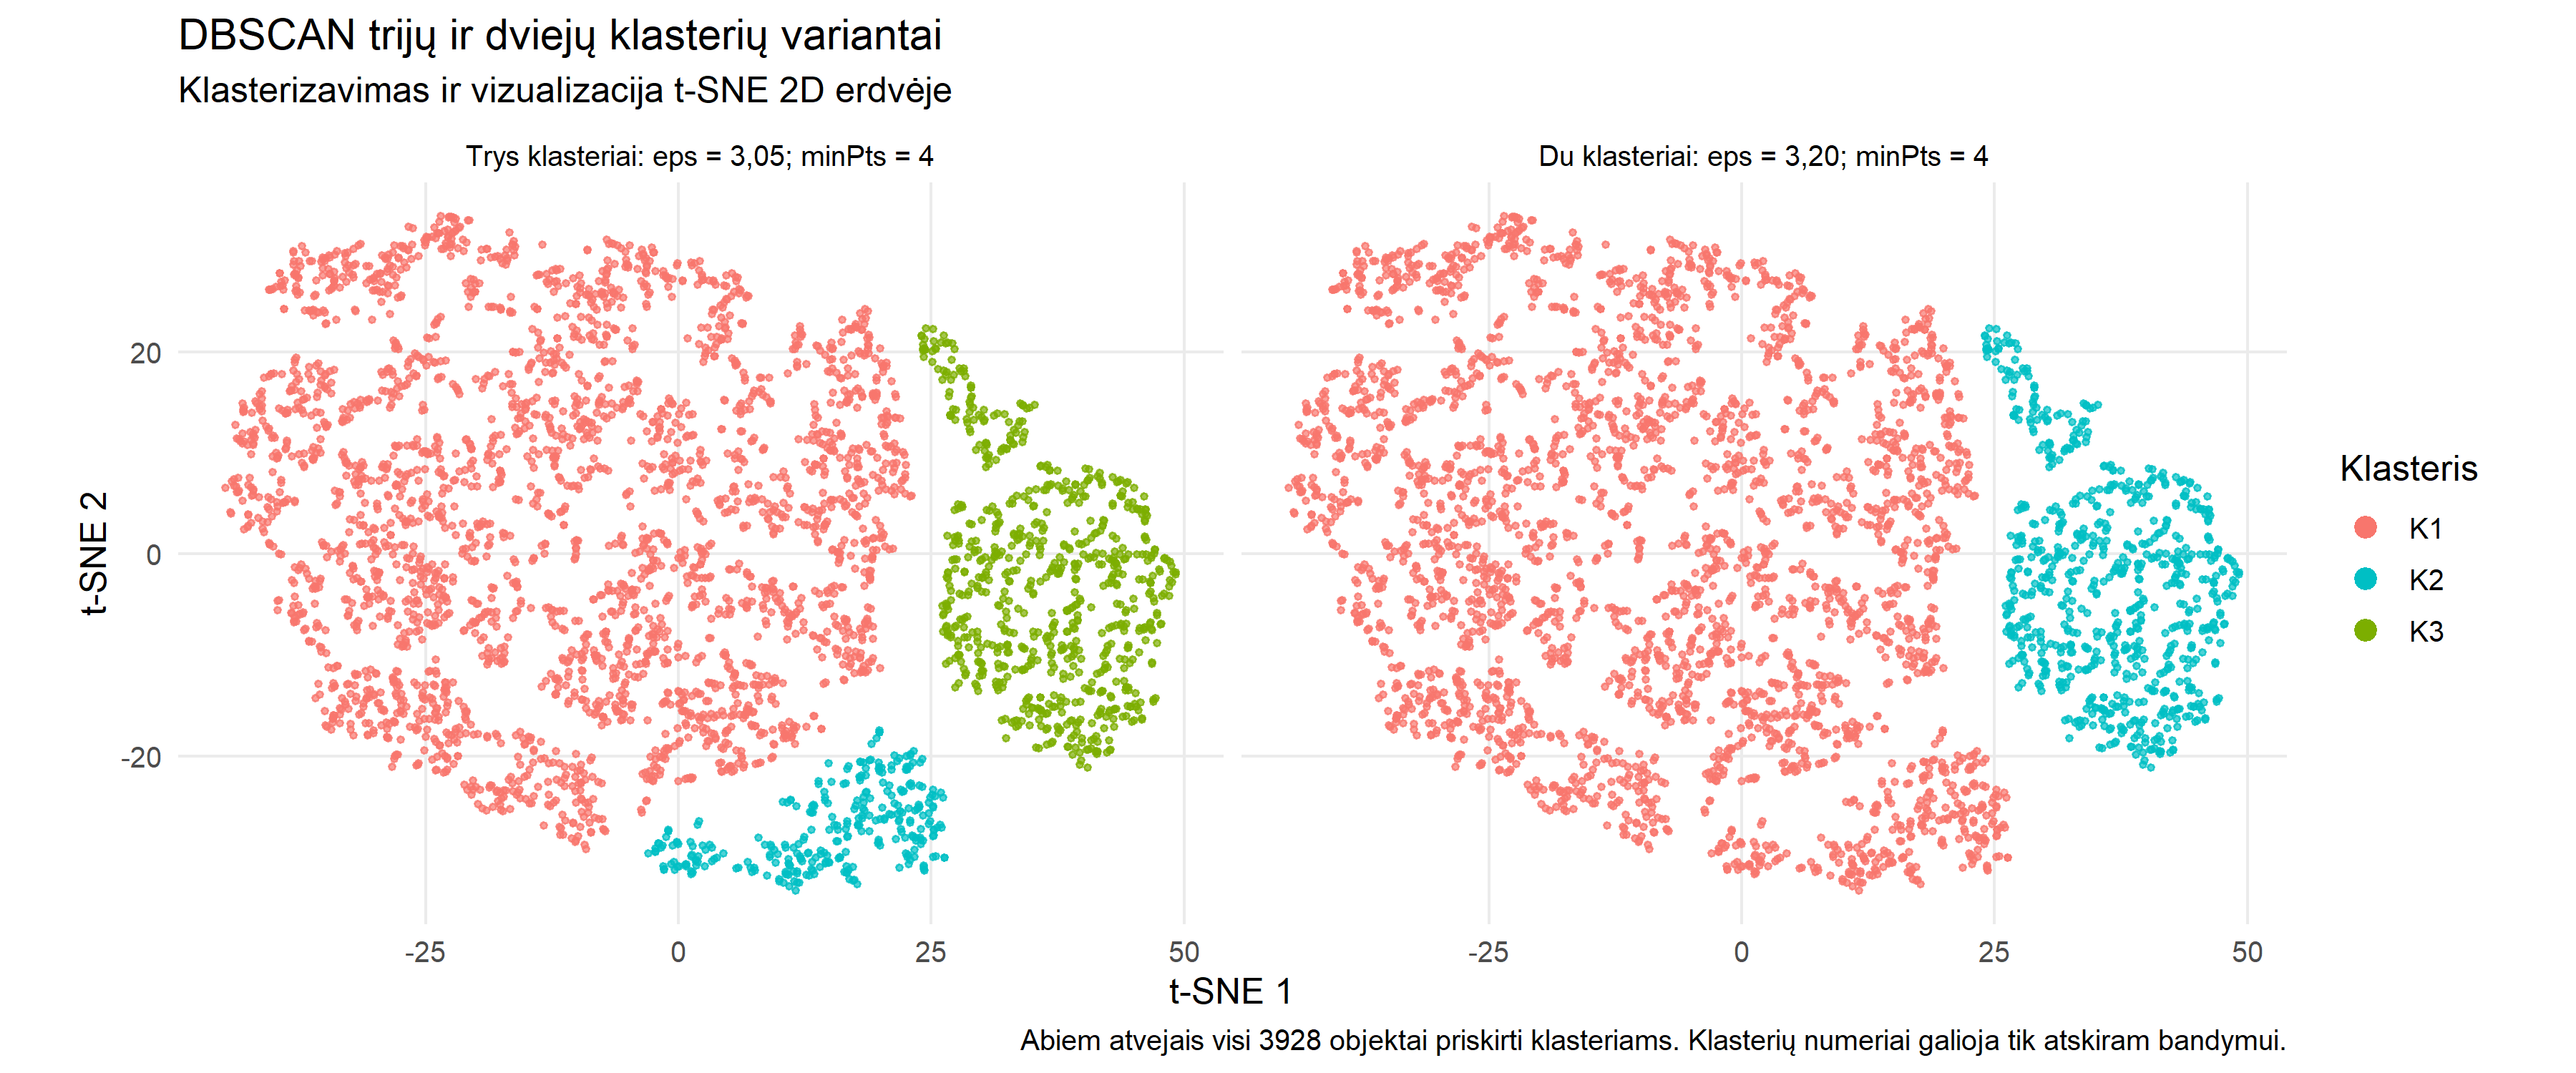 DBSCAN trijų ir dviejų klasterių variantai
Klasterizavimas ir vizualizacija t-SNE 2D erdvėje
Trys klasteriai: eps = 3,05; minPts = 4
Du klasteriai: eps = 3,20; minPts = 4
t-SNE 2
20
0
-20
-25
0
25
50
-25
0
25
50
t-SNE 1
Klasteris
K1
K2
K3
Abiem atvejais visi 3928 objektai priskirti klasteriams. Klasterių numeriai galioja tik atskiram bandymui.